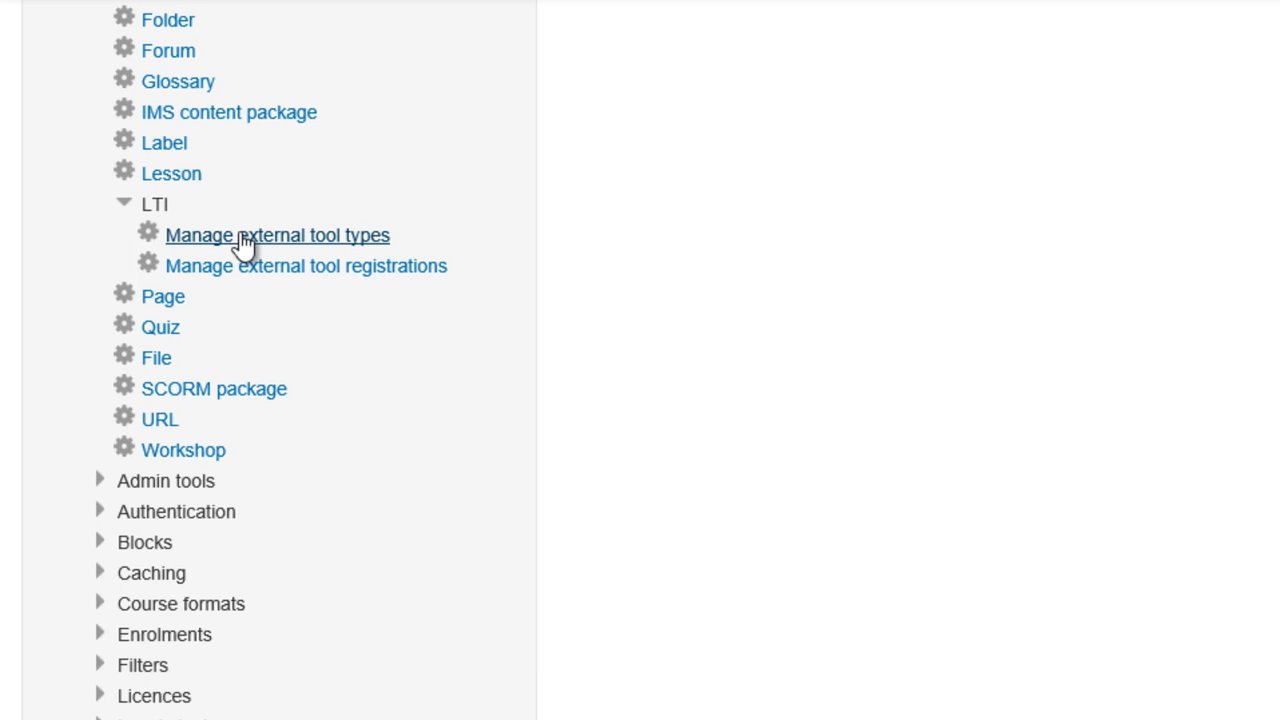 Folder
Forum
Glossary
IMS content package
Label
Lesson
LTI
Manage external tool types
Manage external tool registrations
Page
Quiz
File
SCORM package
URL
Workshop
Admin tools
Authentication
Blocks
Caching
Course formats
Enrolments
Filters
Licences